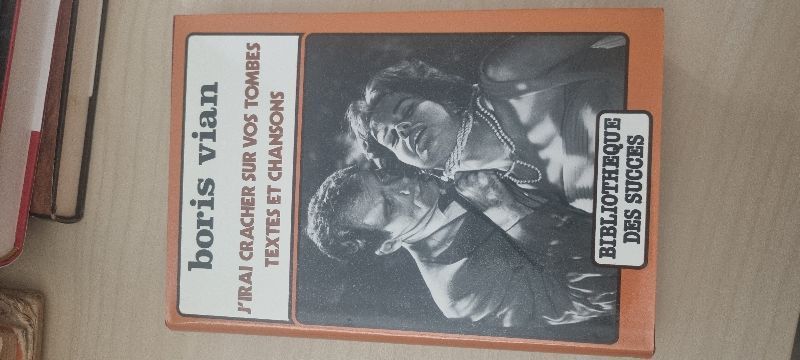 boris vian
J'IRAI CRACHER SUR VOS TOMBES
TEXTES ET CHANSONS
BIBLIOTHEQUE
DES SUCCES